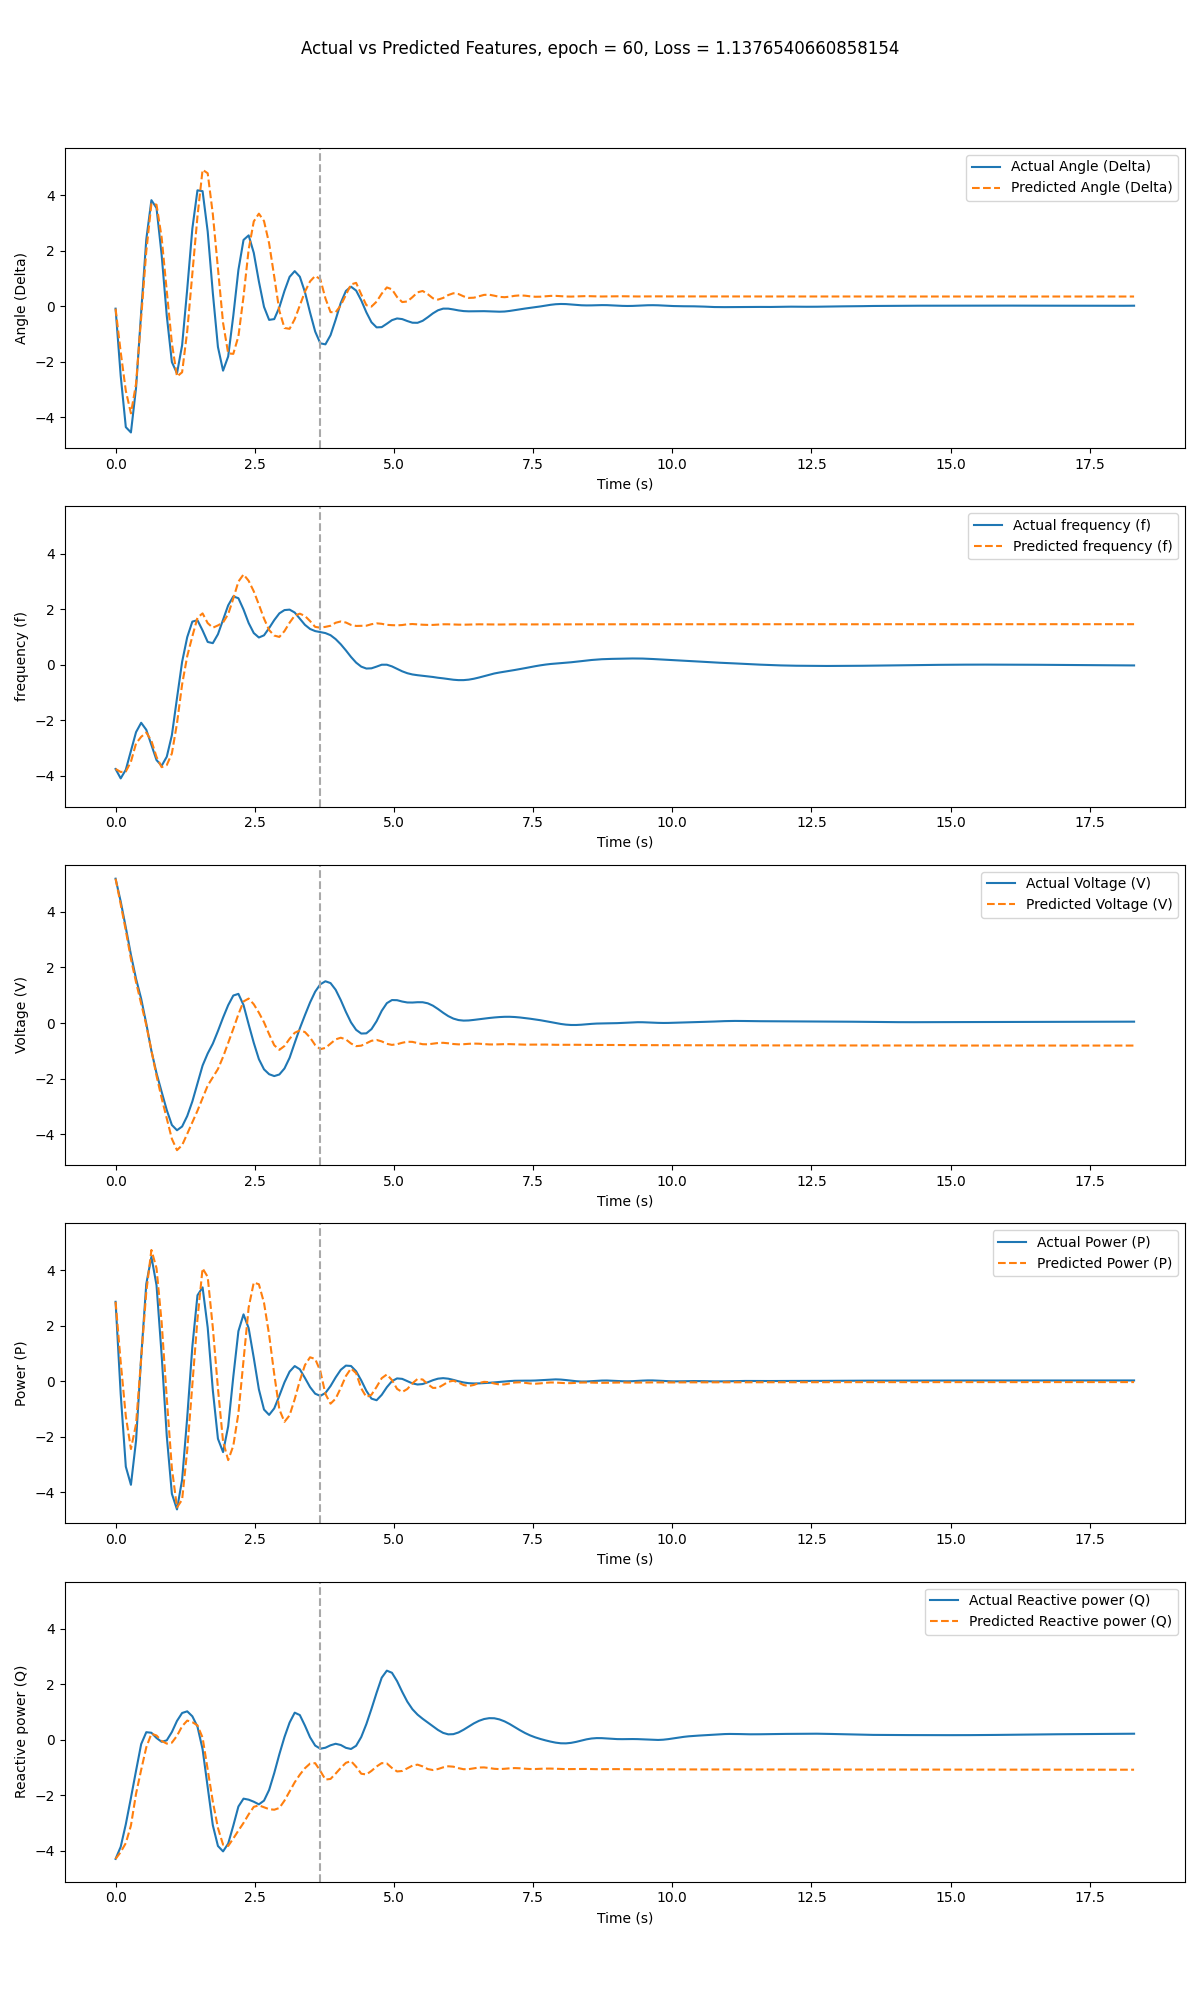 Actual vs Predicted Features, epoch = 60, Loss = 1.1376540660858154
Actual Angle (Delta)
Predicted Angle (Delta)
Angle (Delta)
4
2
0
−2
−4
0.0 2.5 5.0 7.5 10.0 12.5 15.0 17.5
Time (s)
Actual frequency (f)
Predicted frequency (f)
frequency (f)
4
2
0
−2
−4
0.0 2.5 5.0 7.5 10.0 12.5 15.0 17.5
Time (s)
Actual Voltage (V)
Predicted Voltage (V)
Voltage (V)
4
2
0
−2
−4
0.0 2.5 5.0 7.5 10.0 12.5 15.0 17.5
Time (s)
Actual Power (P)
Predicted Power (P)
Power (P)
4
2
0
−2
−4
0.0 2.5 5.0 7.5 10.0 12.5 15.0 17.5
Time (s)
Actual Reactive power (Q)
Predicted Reactive power (Q)
Reactive power (Q)
4
2
0
−2
−4
0.0 2.5 5.0 7.5 10.0 12.5 15.0 17.5
Time (s)